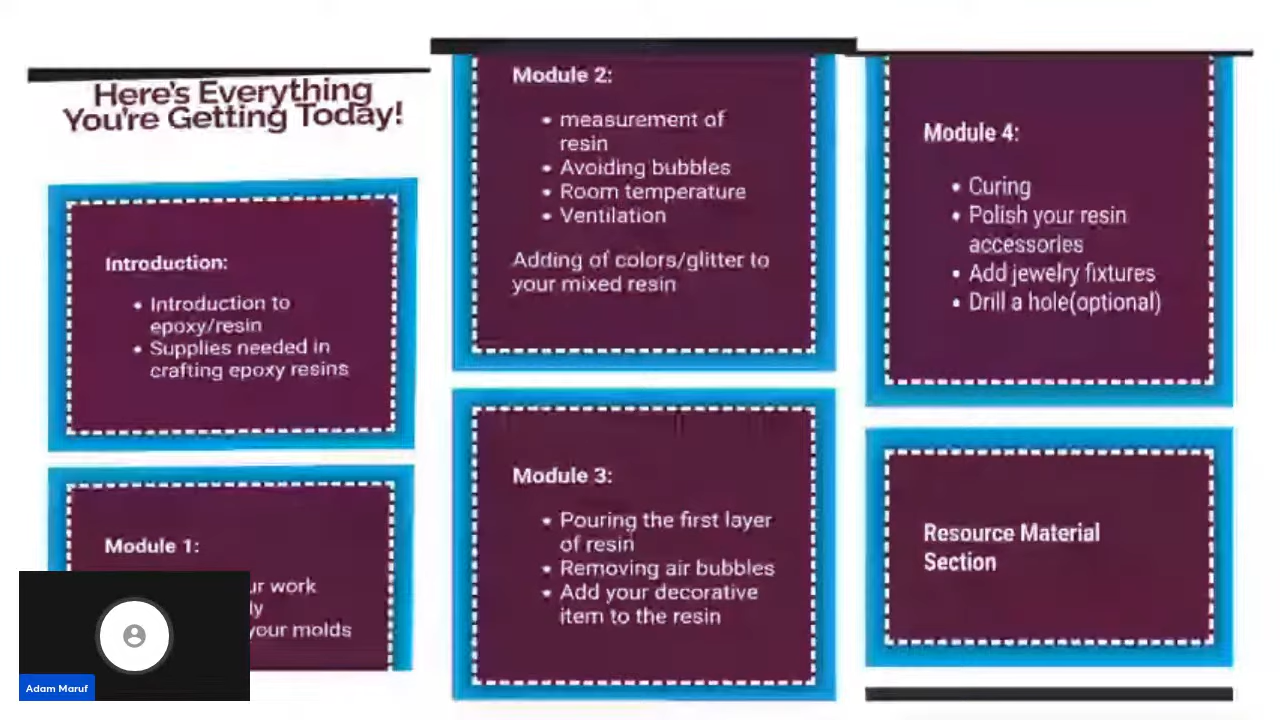 Here's Everything
You're Getting Today!
Introduction:
• Introduction to
epoxy/resin
• Supplies needed in
crafting epoxy resins
Module 1:
work
your molds
Adam Maruf
Module 2:
• measurement of
resin
• Avoiding bubbles
• Room temperature
• Ventilation
Adding of colors/glitter to
your mixed resin
Module 3:
• Pouring the first layer
of resin
• Removing air bubbles
• Add your decorative
item to the resin
Module 4:
• Curing
• Polish your resin
accessories
• Add jewelry fixtures
• Drill a hole(optional)
Resource Material
Section